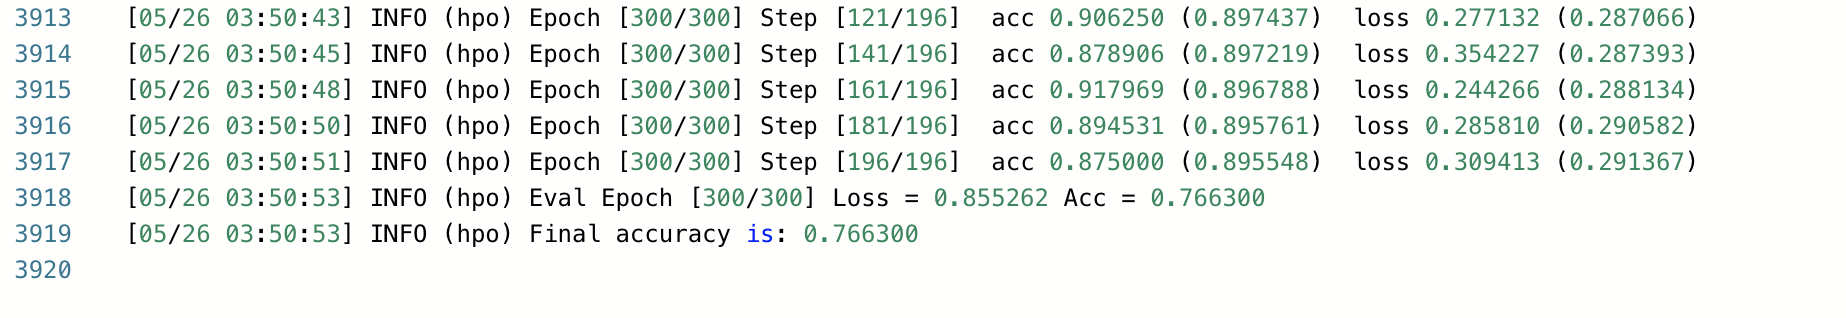 3913 [05/26 03:50:43] INFO (hpo) Epoch [300/300] Step [121/196]  acc 0.906250 (0.897437)  loss 0.277132 (0.287066)
3914 [05/26 03:50:45] INFO (hpo) Epoch [300/300] Step [141/196]  acc 0.878906 (0.897219)  loss 0.354227 (0.287393)
3915 [05/26 03:50:48] INFO (hpo) Epoch [300/300] Step [161/196]  acc 0.917969 (0.896788)  loss 0.244266 (0.288134)
3916 [05/26 03:50:50] INFO (hpo) Epoch [300/300] Step [181/196]  acc 0.894531 (0.895761)  loss 0.285810 (0.290582)
3917 [05/26 03:50:51] INFO (hpo) Epoch [300/300] Step [196/196]  acc 0.875000 (0.895548)  loss 0.309413 (0.291367)
3918 [05/26 03:50:53] INFO (hpo) Eval Epoch [300/300] Loss = 0.855262 Acc = 0.766300
3919 [05/26 03:50:53] INFO (hpo) Final accuracy is: 0.766300
3920